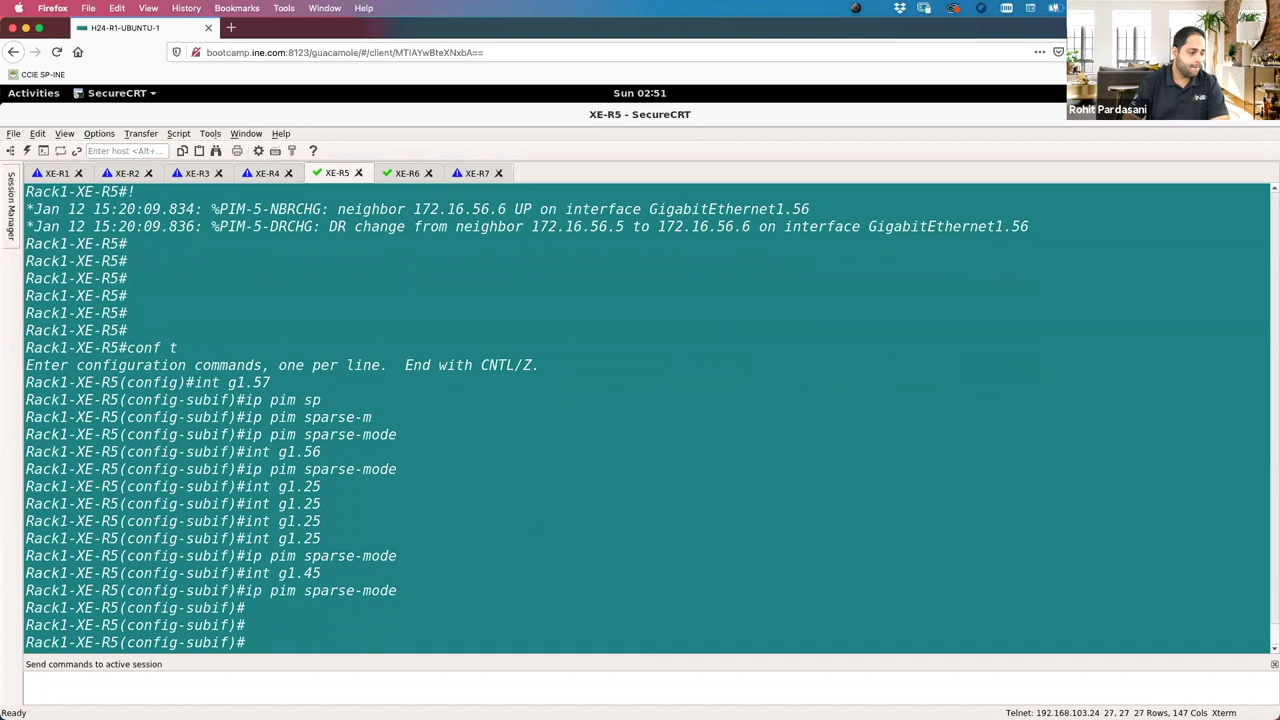 Firefox File Edit View History Bookmarks Tools Window Help
H24-R1-UBUNTU-1
bootcamp.ine.com:8123/guacamole/#/client/MTIAYwBteXNxbA==
CCIE SP-INE
Activities SecureCRT Sun 02:51
Rohit Pardasani
XE-R5 - SecureCRT
File Edit View Options Transfer Script Tools Window Help
Enter host <Alt+...
XE-R1 XE-R2 XE-R3 XE-R4 XE-R5 XE-R6 XE-R7
Session Manager
Rack1-XE-R5#!
*Jan 12 15:20:09.834: %PIM-5-NBRCHG: neighbor 172.16.56.6 UP on interface GigabitEthernet1.56
*Jan 12 15:20:09.836: %PIM-5-DRCHG: DR change from neighbor 172.16.56.5 to 172.16.56.6 on interface GigabitEthernet1.56
Rack1-XE-R5#
Rack1-XE-R5#
Rack1-XE-R5#
Rack1-XE-R5#
Rack1-XE-R5#
Rack1-XE-R5#
Rack1-XE-R5#conf t
Enter configuration commands, one per line.  End with CNTL/Z.
Rack1-XE-R5(config)#int g1.57
Rack1-XE-R5(config-subif)#ip pim sp
Rack1-XE-R5(config-subif)#ip pim sparse-m
Rack1-XE-R5(config-subif)#ip pim sparse-mode
Rack1-XE-R5(config-subif)#int g1.56
Rack1-XE-R5(config-subif)#ip pim sparse-mode
Rack1-XE-R5(config-subif)#int g1.25
Rack1-XE-R5(config-subif)#int g1.25
Rack1-XE-R5(config-subif)#int g1.25
Rack1-XE-R5(config-subif)#int g1.25
Rack1-XE-R5(config-subif)#ip pim sparse-mode
Rack1-XE-R5(config-subif)#int g1.45
Rack1-XE-R5(config-subif)#ip pim sparse-mode
Rack1-XE-R5(config-subif)#
Rack1-XE-R5(config-subif)#
Rack1-XE-R5(config-subif)#
Send commands to active session
Ready Telnet: 192.168.103.24 27, 27 27 Rows, 147 Cols Xterm